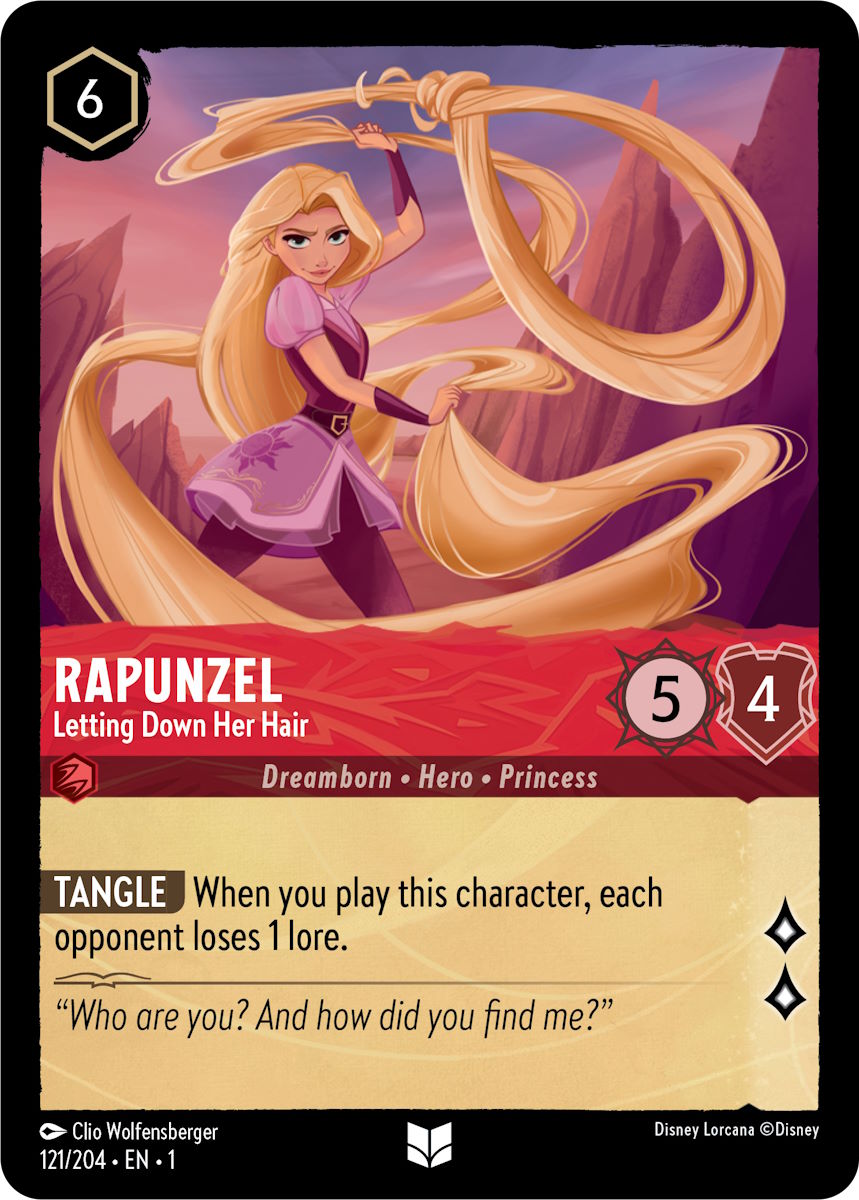 6
RAPUNZEL
Letting Down Her Hair
5
4
Dreamborn • Hero • Princess
TANGLE When you play this character, each
opponent loses 1 lore.
“Who are you? And how did you find me?”
Clio Wolfensberger
121/204 • EN • 1
Disney Lorcana ©Disney